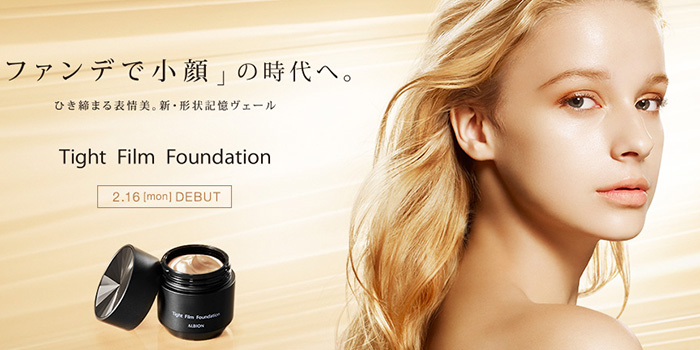 ファンデで小顔」の時代へ。
ひき締まる表情美。新・形状記憶ヴェール
Tight Film Foundation
2.16[mon] DEBUT
Tight Film Foundation
ALBION